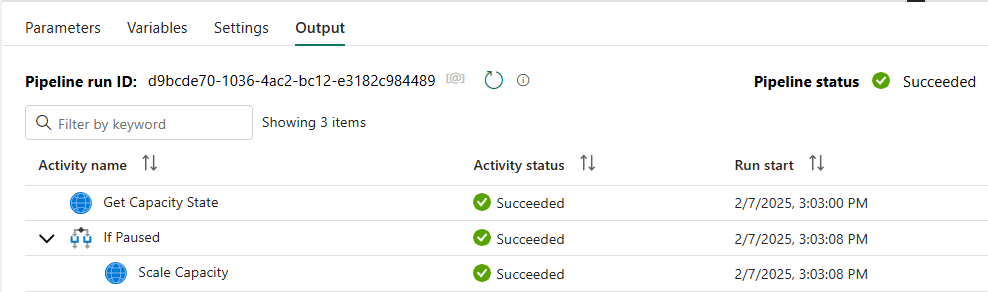 Parameters Variables Settings Output
Pipeline run ID: d9bcde70-1036-4ac2-bc12-e3182c984489 [@] Pipeline status Succeeded
Filter by keyword Showing 3 items
Activity name Activity status Run start
Get Capacity State Succeeded 2/7/2025, 3:03:00 PM
If Paused Succeeded 2/7/2025, 3:03:08 PM
Scale Capacity Succeeded 2/7/2025, 3:03:08 PM